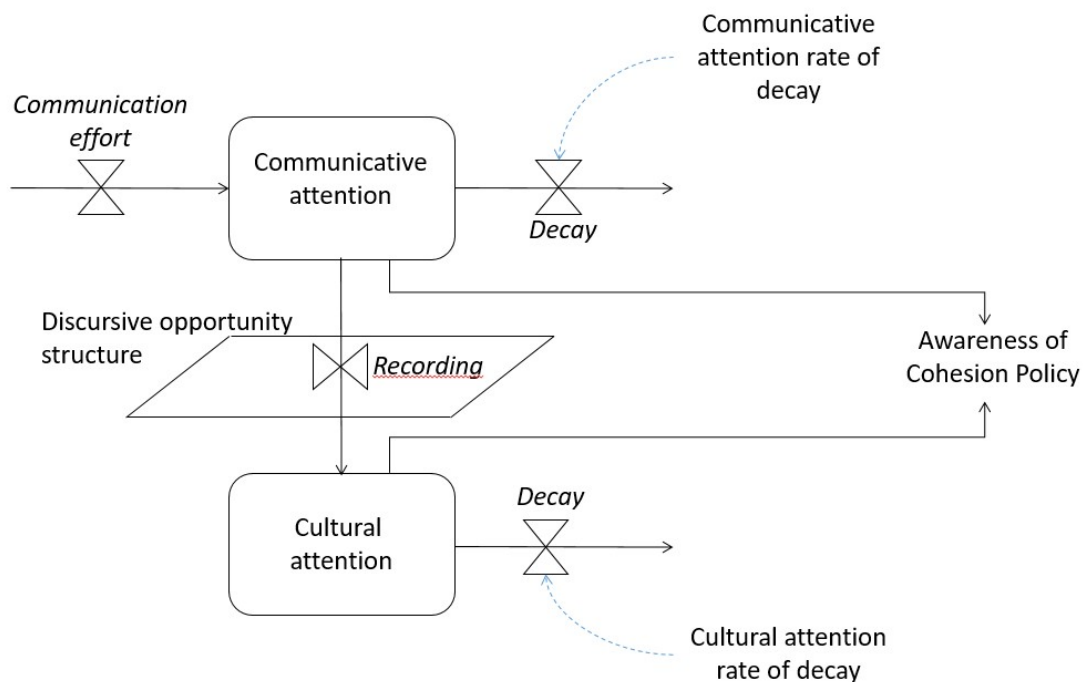 Communicative
attention rate of
decay
Communication
effort
Communicative
attention
Decay
Discursive opportunity
structure
Recording
Awareness of
Cohesion Policy
Cultural
attention
Decay
Cultural attention
rate of decay